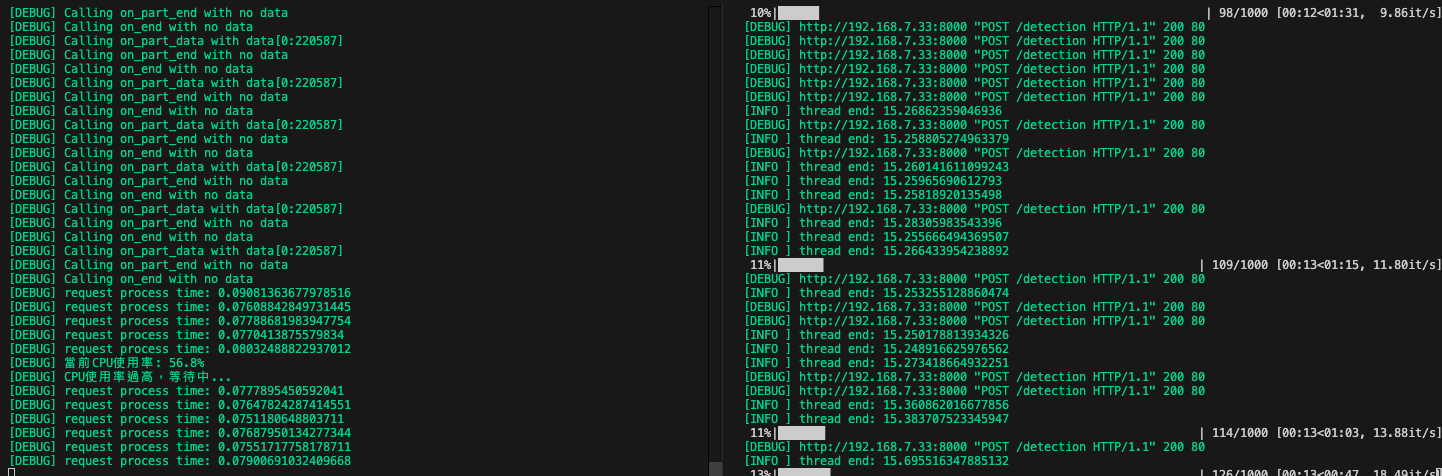 [DEBUG] Calling on_part_end with no data
[DEBUG] Calling on_end with no data
[DEBUG] Calling on_part_data with data[0:220587]
[DEBUG] Calling on_part_end with no data
[DEBUG] Calling on_end with no data
[DEBUG] Calling on_part_data with data[0:220587]
[DEBUG] Calling on_part_end with no data
[DEBUG] Calling on_end with no data
[DEBUG] Calling on_part_data with data[0:220587]
[DEBUG] Calling on_part_end with no data
[DEBUG] Calling on_end with no data
[DEBUG] Calling on_part_data with data[0:220587]
[DEBUG] Calling on_part_end with no data
[DEBUG] Calling on_end with no data
[DEBUG] Calling on_part_data with data[0:220587]
[DEBUG] Calling on_part_end with no data
[DEBUG] Calling on_end with no data
[DEBUG] Calling on_part_data with data[0:220587]
[DEBUG] Calling on_part_end with no data
[DEBUG] Calling on_end with no data
[DEBUG] request process time: 0.09081363677978516
[DEBUG] request process time: 0.07608842849731445
[DEBUG] request process time: 0.07788681983947754
[DEBUG] request process time: 0.0770413875579834
[DEBUG] request process time: 0.08032488822937012
[DEBUG] 當前CPU使用率: 56.8%
[DEBUG] CPU使用率過高，等待中...
[DEBUG] request process time: 0.0777895450592041
[DEBUG] request process time: 0.07647824287414551
[DEBUG] request process time: 0.0751180648803711
[DEBUG] request process time: 0.07687950134277344
[DEBUG] request process time: 0.07551717758178711
[DEBUG] request process time: 0.07900691032409668
10%| | 98/1000 [00:12<01:31, 9.86it/s]
[DEBUG] http://192.168.7.33:8000 "POST /detection HTTP/1.1" 200 80
[DEBUG] http://192.168.7.33:8000 "POST /detection HTTP/1.1" 200 80
[DEBUG] http://192.168.7.33:8000 "POST /detection HTTP/1.1" 200 80
[DEBUG] http://192.168.7.33:8000 "POST /detection HTTP/1.1" 200 80
[DEBUG] http://192.168.7.33:8000 "POST /detection HTTP/1.1" 200 80
[DEBUG] http://192.168.7.33:8000 "POST /detection HTTP/1.1" 200 80
[INFO ] thread end: 15.26862359046936
[DEBUG] http://192.168.7.33:8000 "POST /detection HTTP/1.1" 200 80
[INFO ] thread end: 15.258805274963379
[DEBUG] http://192.168.7.33:8000 "POST /detection HTTP/1.1" 200 80
[INFO ] thread end: 15.260141611099243
[INFO ] thread end: 15.25965690612793
[INFO ] thread end: 15.25818920135498
[DEBUG] http://192.168.7.33:8000 "POST /detection HTTP/1.1" 200 80
[INFO ] thread end: 15.28305983543396
[INFO ] thread end: 15.255666494369507
[INFO ] thread end: 15.266433954238892
11%| | 109/1000 [00:13<01:15, 11.80it/s]
[DEBUG] http://192.168.7.33:8000 "POST /detection HTTP/1.1" 200 80
[INFO ] thread end: 15.253255128860474
[DEBUG] http://192.168.7.33:8000 "POST /detection HTTP/1.1" 200 80
[DEBUG] http://192.168.7.33:8000 "POST /detection HTTP/1.1" 200 80
[INFO ] thread end: 15.250178813934326
[INFO ] thread end: 15.248916625976562
[INFO ] thread end: 15.273418664932251
[DEBUG] http://192.168.7.33:8000 "POST /detection HTTP/1.1" 200 80
[DEBUG] http://192.168.7.33:8000 "POST /detection HTTP/1.1" 200 80
[INFO ] thread end: 15.360862016677856
[INFO ] thread end: 15.383707523345947
11%| | 114/1000 [00:13<01:03, 13.88it/s]
[DEBUG] http://192.168.7.33:8000 "POST /detection HTTP/1.1" 200 80
[INFO ] thread end: 15.695516347885132
13%| | 126/1000 [00:13<00:47, 18.49it/s]